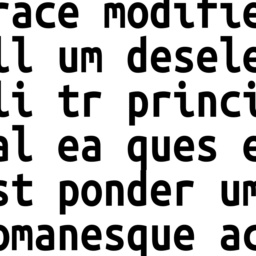 race modifie
ll um desele
li tr princi
al ea ques e
st ponder um
omanesque ac